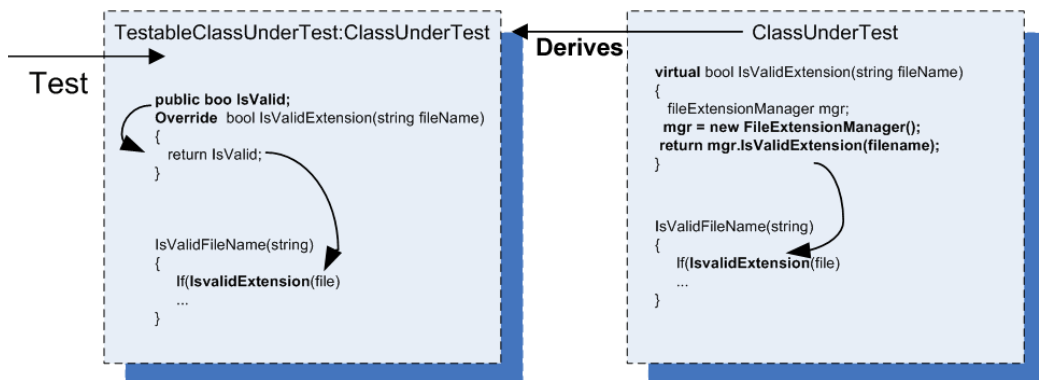 TestableClassUnderTest:ClassUnderTest
Test
public boo IsValid;
Override bool IsValidExtension(string fileName)
{
return IsValid;
}
IsValidFileName(string)
{
If(IsvalidExtension(file)
...
}
Derives
ClassUnderTest
virtual bool IsValidExtension(string fileName)
{
fileExtensionManager mgr;
mgr = new FileExtensionManager();
return mgr.IsValidExtension(filename);
}
IsValidFileName(string)
{
If(IsvalidExtension(file)
...
}